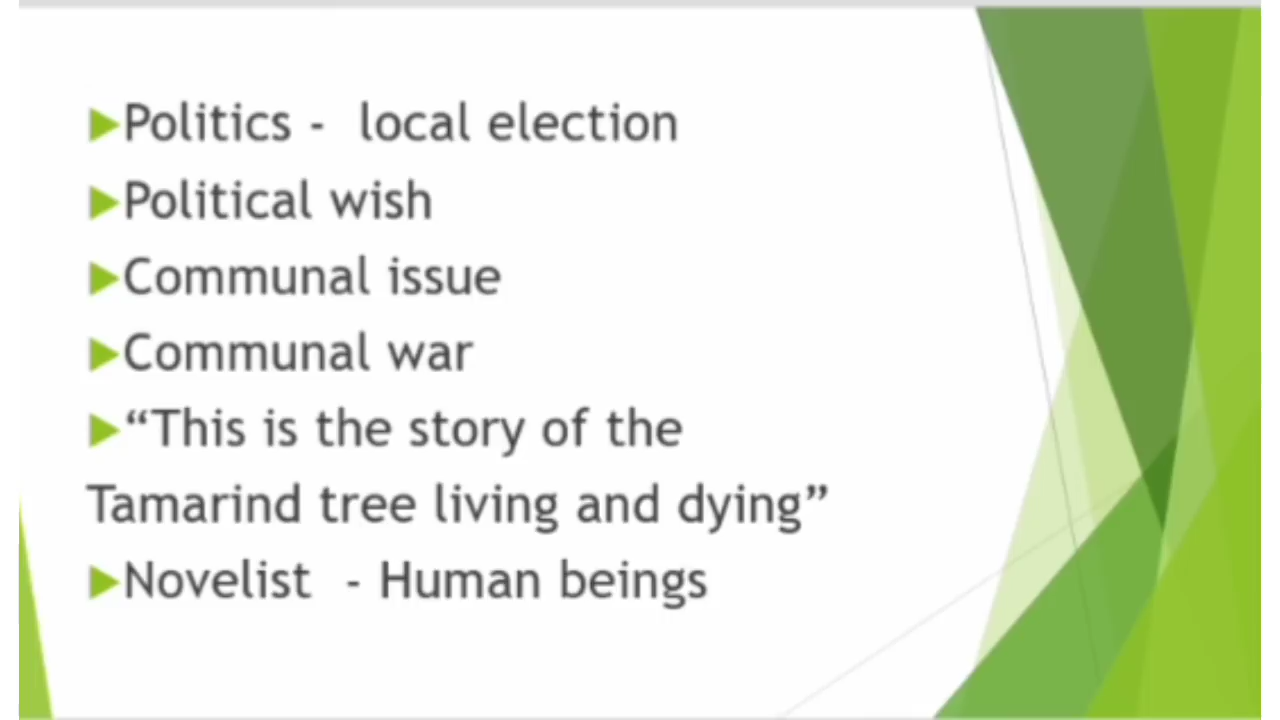 Politics -  local election
Political wish
Communal issue
Communal war
“This is the story of the
Tamarind tree living and dying”
Novelist  - Human beings